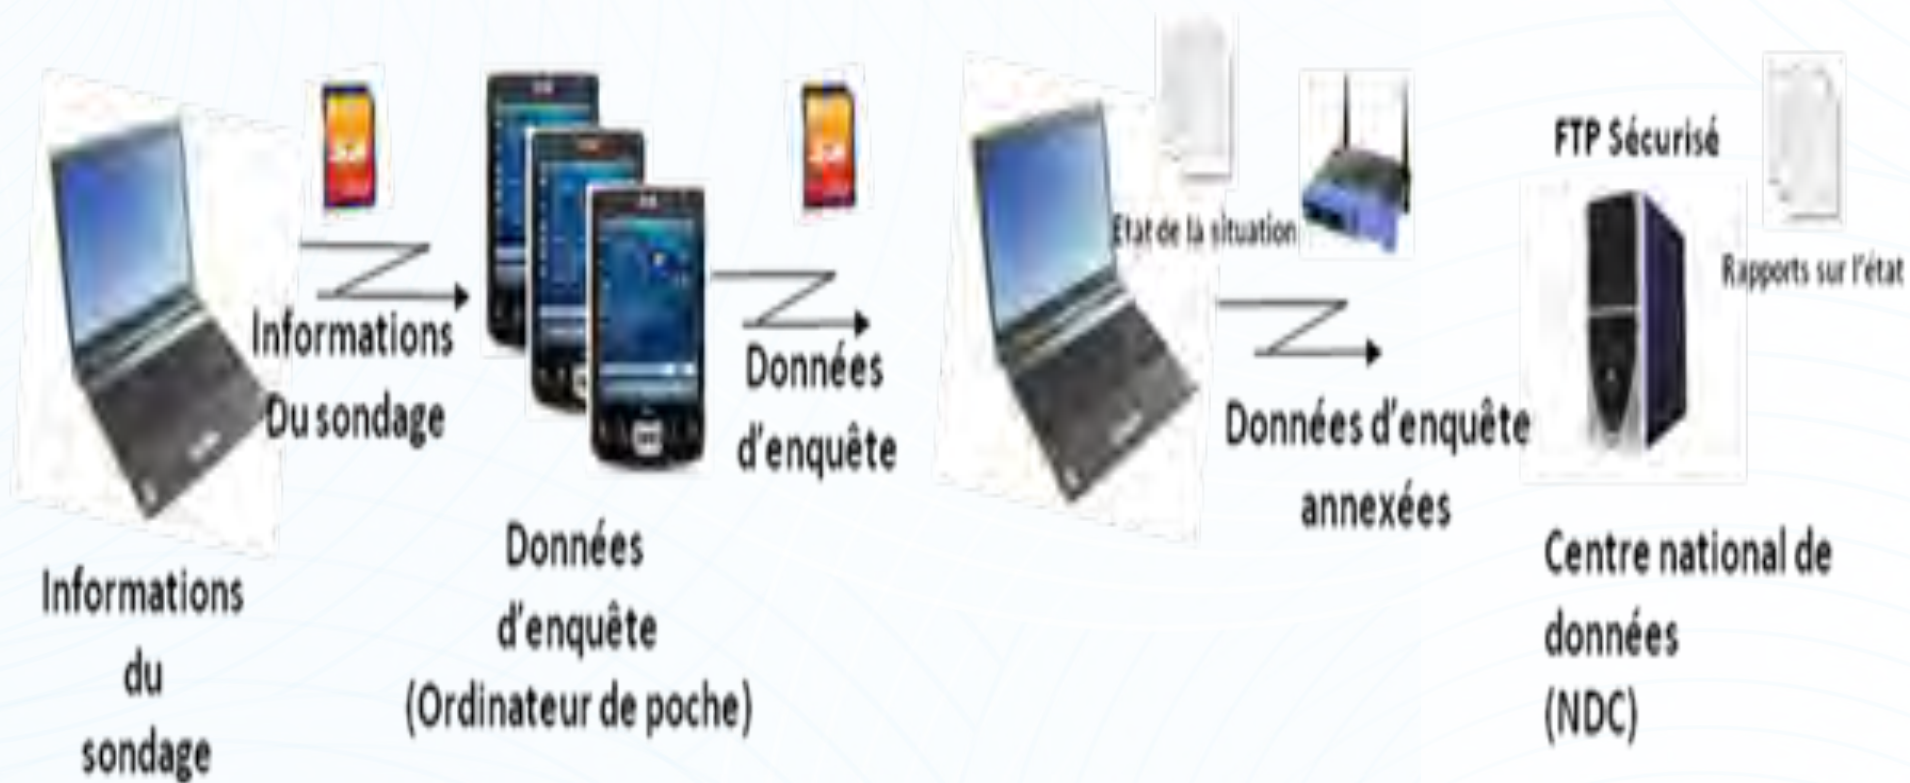 Informations
Du sondage
Informations
du
sondage
Données
d'enquête
(Ordinateur de poche)
Données
d'enquête
Etat de la situation
Données d'enquête
annexées
FTP Sécurisé
Rapports sur l'état
Centre national de
données
(NDC)